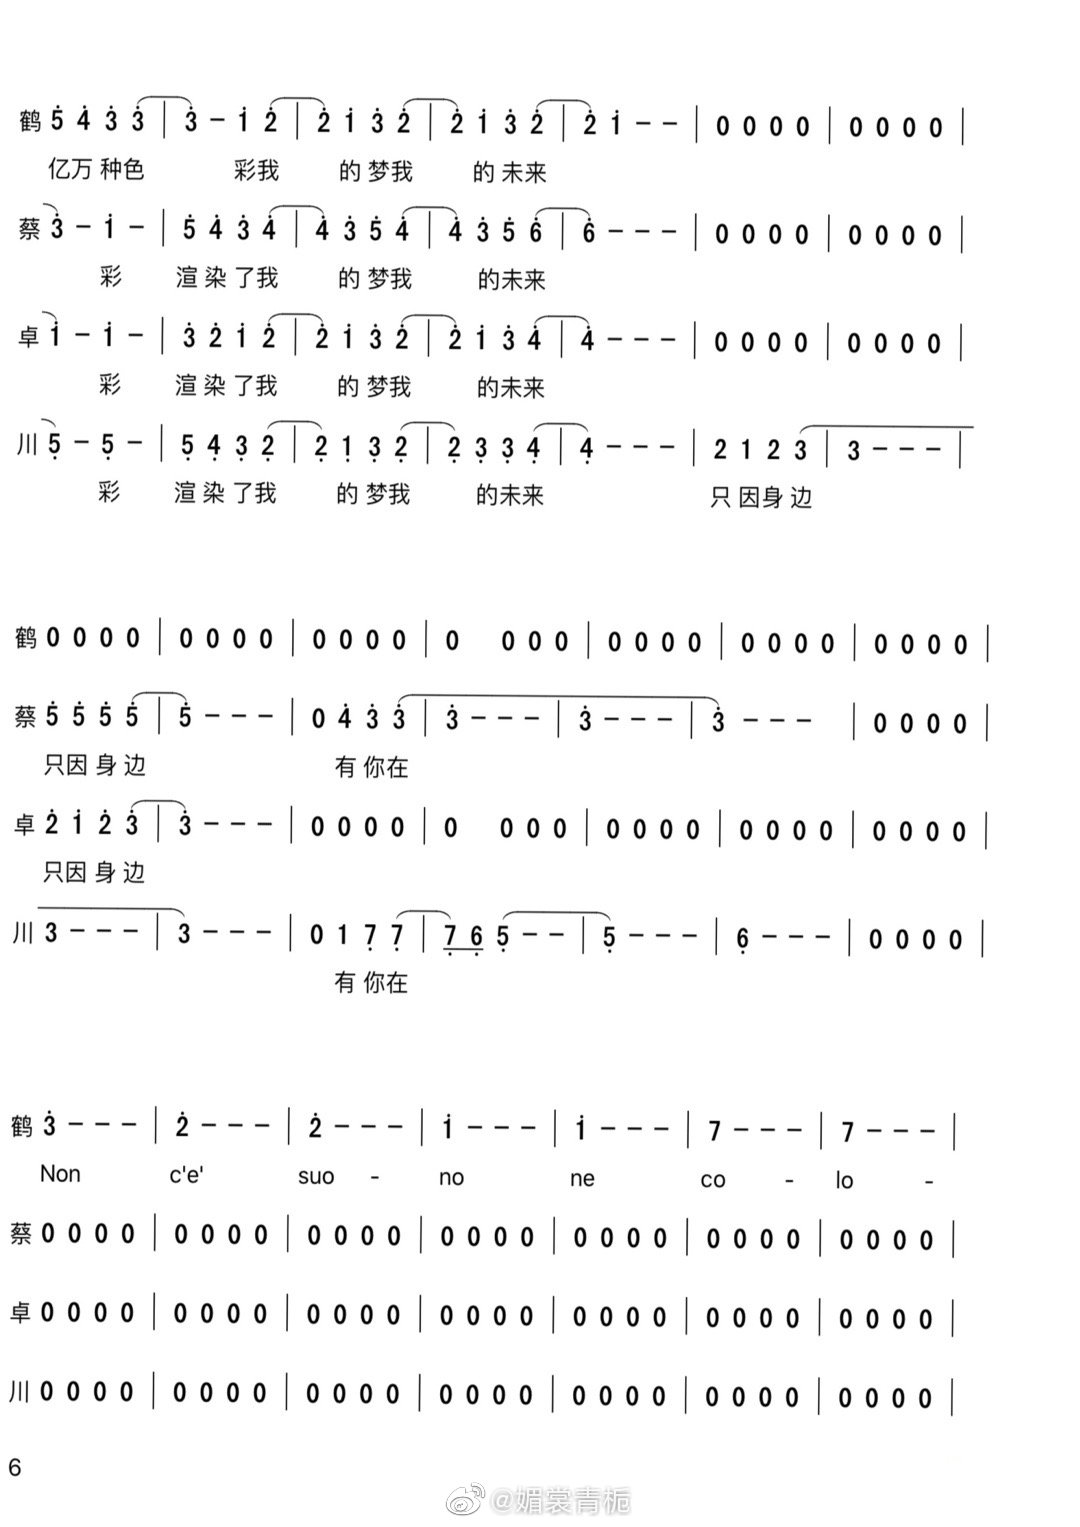 鹤 5̇ 4̇ 3̇ 3̇ | 3̇ - 1̇ 2̇ | 2̇ 1̇ 3̇ 2̇ | 2̇ 1̇ 3̇ 2̇ | 2̇ 1̇ - - | 0 0 0 0 | 0 0 0 0 |
亿万 种色 彩我 的 梦我 的 未来
蔡 3̇ - 1̇ - | 5̇ 4̇ 3̇ 4̇ | 4̇ 3̇ 5̇ 4̇ | 4̇ 3̇ 5̇ 6̇ | 6̇ - - - | 0 0 0 0 | 0 0 0 0 |
彩 渲 染 了我 的 梦我 的未来
卓 1̇ - 1̇ - | 3̇ 2̇ 1̇ 2̇ | 2̇ 1̇ 3̇ 2̇ | 2̇ 1̇ 3̇ 4̇ | 4̇ - - - | 0 0 0 0 | 0 0 0 0 |
彩 渲 染 了我 的 梦我 的未来
川 5̣ - 5̣ - | 5̣ 4̣ 3̣ 2̣ | 2̣ 1̣ 3̣ 2̣ | 2̣ 3̣ 3̣ 4̣ | 4̣ - - - | 2 1 2 3 | 3 - - - |
彩 渲 染 了我 的 梦我 的未来 只 因身 边
鹤 0 0 0 0 | 0 0 0 0 | 0 0 0 0 | 0 0 0 0 | 0 0 0 0 | 0 0 0 0 | 0 0 0 0 |
蔡 5̇ 5̇ 5̇ 5̇ | 5̇ - - - | 0 4̇ 3̇ 3̇ | 3̇ - - - | 3̇ - - - | 3̇ - - - | 0 0 0 0 |
只因 身 边 有 你在
卓 2̇ 1̇ 2̇ 3̇ | 3̇ - - - | 0 0 0 0 | 0 0 0 0 | 0 0 0 0 | 0 0 0 0 | 0 0 0 0 |
只因 身 边
川 3 - - - | 3 - - - | 0 1 7̣ 7̣ | 7̣ 6̣ 5̣ - - | 5̣ - - - | 6̣ - - - | 0 0 0 0 |
有 你在
鹤 3̇ - - - | 2̇ - - - | 2̇ - - - | 1̇ - - - | 1̇ - - - | 7 - - - | 7 - - - |
Non c'e' suo - no ne co - lo -
蔡 0 0 0 0 | 0 0 0 0 | 0 0 0 0 | 0 0 0 0 | 0 0 0 0 | 0 0 0 0 | 0 0 0 0 |
卓 0 0 0 0 | 0 0 0 0 | 0 0 0 0 | 0 0 0 0 | 0 0 0 0 | 0 0 0 0 | 0 0 0 0 |
川 0 0 0 0 | 0 0 0 0 | 0 0 0 0 | 0 0 0 0 | 0 0 0 0 | 0 0 0 0 | 0 0 0 0 |
6
@媚裳青栀